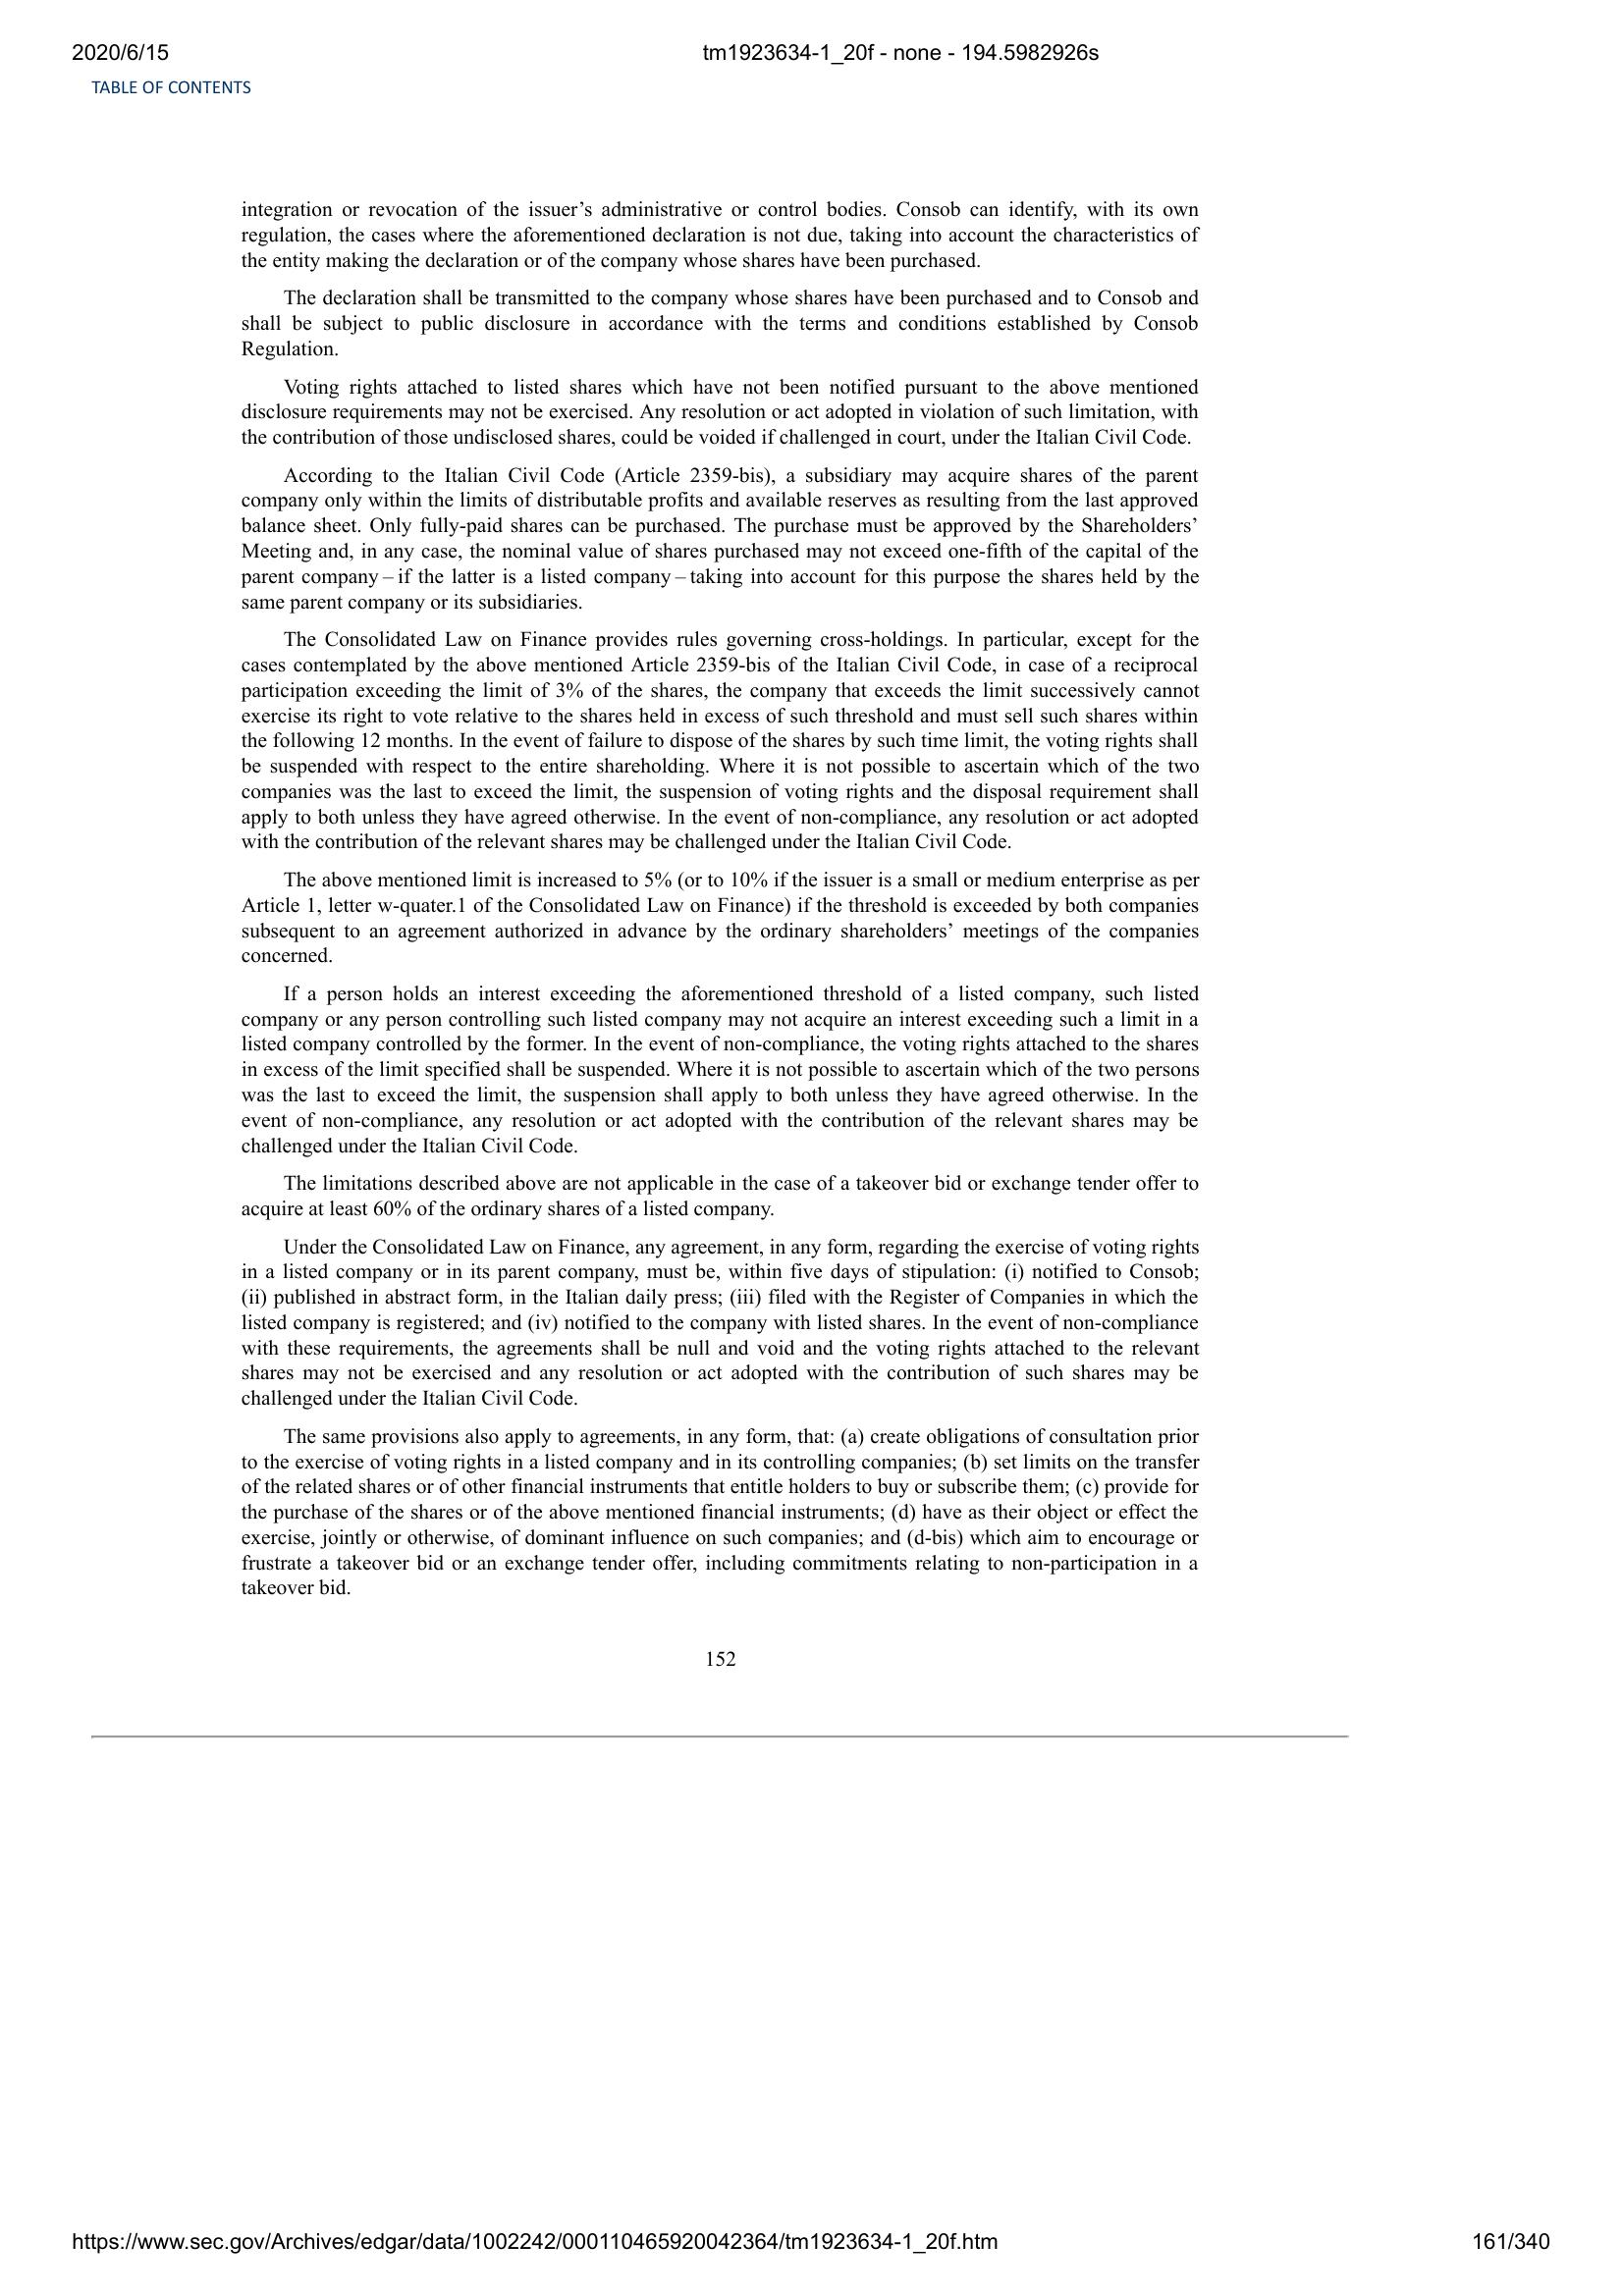 2020/6/15
tm1923634-1_20f - none - 194.5982926s
TABLE OF CONTENTS
integration or revocation of the issuer’s administrative or control bodies. Consob can identify, with its own
regulation, the cases where the aforementioned declaration is not due, taking into account the characteristics of
the entity making the declaration or of the company whose shares have been purchased.
The declaration shall be transmitted to the company whose shares have been purchased and to Consob and
shall be subject to public disclosure in accordance with the terms and conditions established by Consob
Regulation.
Voting rights attached to listed shares which have not been notified pursuant to the above mentioned
disclosure requirements may not be exercised. Any resolution or act adopted in violation of such limitation, with
the contribution of those undisclosed shares, could be voided if challenged in court, under the Italian Civil Code.
According to the Italian Civil Code (Article 2359-bis), a subsidiary may acquire shares of the parent
company only within the limits of distributable profits and available reserves as resulting from the last approved
balance sheet. Only fully-paid shares can be purchased. The purchase must be approved by the Shareholders’
Meeting and, in any case, the nominal value of shares purchased may not exceed one-fifth of the capital of the
parent company – if the latter is a listed company – taking into account for this purpose the shares held by the
same parent company or its subsidiaries.
The Consolidated Law on Finance provides rules governing cross-holdings. In particular, except for the
cases contemplated by the above mentioned Article 2359-bis of the Italian Civil Code, in case of a reciprocal
participation exceeding the limit of 3% of the shares, the company that exceeds the limit successively cannot
exercise its right to vote relative to the shares held in excess of such threshold and must sell such shares within
the following 12 months. In the event of failure to dispose of the shares by such time limit, the voting rights shall
be suspended with respect to the entire shareholding. Where it is not possible to ascertain which of the two
companies was the last to exceed the limit, the suspension of voting rights and the disposal requirement shall
apply to both unless they have agreed otherwise. In the event of non-compliance, any resolution or act adopted
with the contribution of the relevant shares may be challenged under the Italian Civil Code.
The above mentioned limit is increased to 5% (or to 10% if the issuer is a small or medium enterprise as per
Article 1, letter w-quater.1 of the Consolidated Law on Finance) if the threshold is exceeded by both companies
subsequent to an agreement authorized in advance by the ordinary shareholders’ meetings of the companies
concerned.
If a person holds an interest exceeding the aforementioned threshold of a listed company, such listed
company or any person controlling such listed company may not acquire an interest exceeding such a limit in a
listed company controlled by the former. In the event of non-compliance, the voting rights attached to the shares
in excess of the limit specified shall be suspended. Where it is not possible to ascertain which of the two persons
was the last to exceed the limit, the suspension shall apply to both unless they have agreed otherwise. In the
event of non-compliance, any resolution or act adopted with the contribution of the relevant shares may be
challenged under the Italian Civil Code.
The limitations described above are not applicable in the case of a takeover bid or exchange tender offer to
acquire at least 60% of the ordinary shares of a listed company.
Under the Consolidated Law on Finance, any agreement, in any form, regarding the exercise of voting rights
in a listed company or in its parent company, must be, within five days of stipulation: (i) notified to Consob;
(ii) published in abstract form, in the Italian daily press; (iii) filed with the Register of Companies in which the
listed company is registered; and (iv) notified to the company with listed shares. In the event of non-compliance
with these requirements, the agreements shall be null and void and the voting rights attached to the relevant
shares may not be exercised and any resolution or act adopted with the contribution of such shares may be
challenged under the Italian Civil Code.
The same provisions also apply to agreements, in any form, that: (a) create obligations of consultation prior
to the exercise of voting rights in a listed company and in its controlling companies; (b) set limits on the transfer
of the related shares or of other financial instruments that entitle holders to buy or subscribe them; (c) provide for
the purchase of the shares or of the above mentioned financial instruments; (d) have as their object or effect the
exercise, jointly or otherwise, of dominant influence on such companies; and (d-bis) which aim to encourage or
frustrate a takeover bid or an exchange tender offer, including commitments relating to non-participation in a
takeover bid.
152
https://www.sec.gov/Archives/edgar/data/1002242/000110465920042364/tm1923634-1_20f.htm
161/340